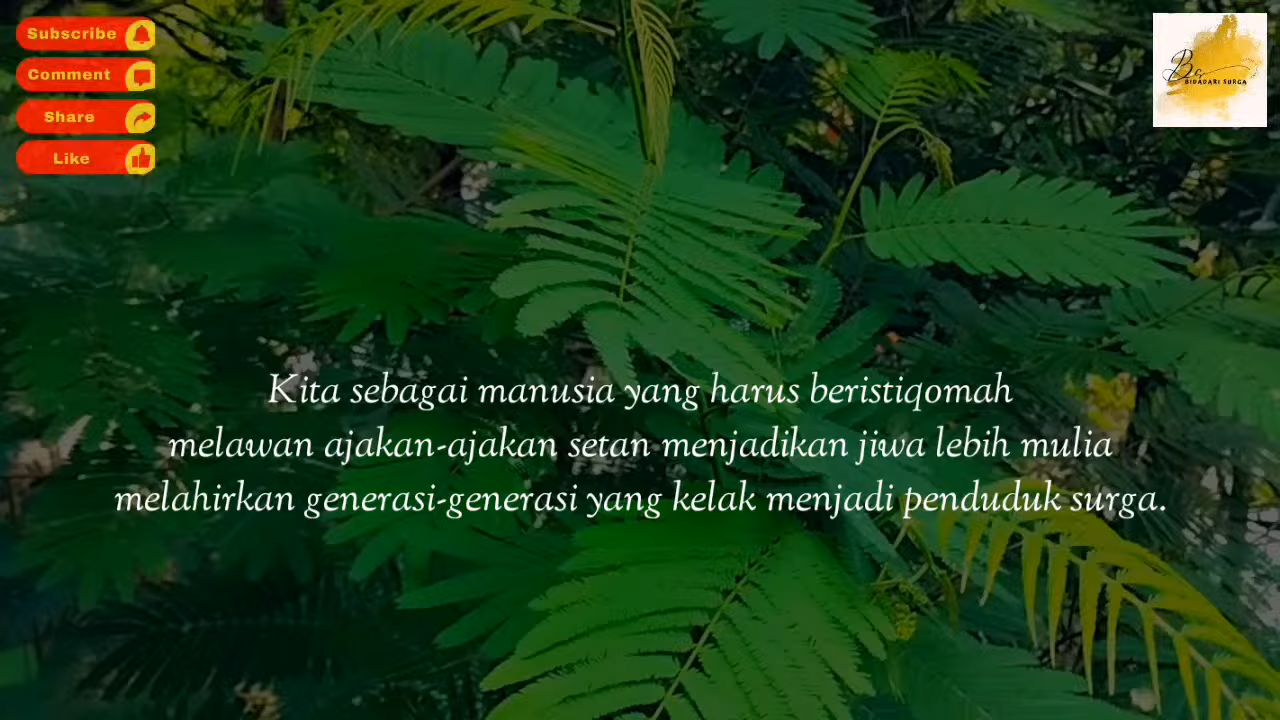 Subscribe
Comment
Share
Like
Be
BIDADARI SURGA
Kita sebagai manusia yang harus beristiqomah
melawan ajakan-ajakan setan menjadikan jiwa lebih mulia
melahirkan generasi-generasi yang kelak menjadi penduduk surga.